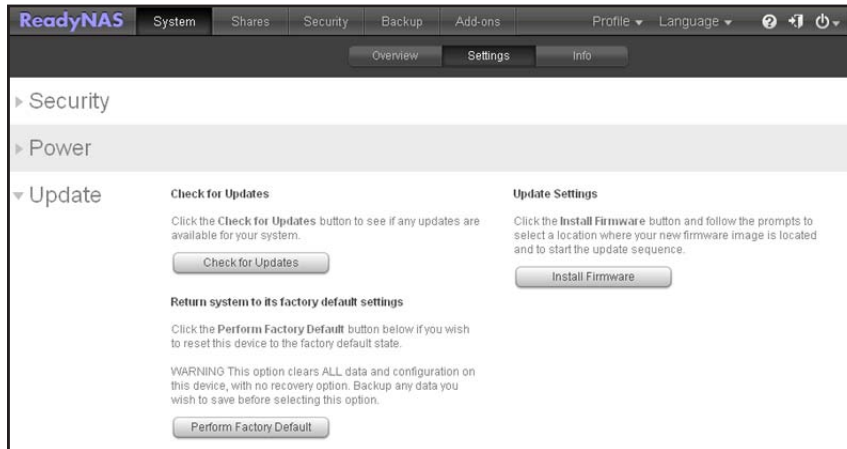 ReadyNAS System Shares Security Backup Add-ons Profile Language
Overview Settings Info
Security
Power
Update
Check for Updates
Click the Check for Updates button to see if any updates are
available for your system.
Check for Updates
Return system to its factory default settings
Click the Perform Factory Default button below if you wish
to reset this device to the factory default state.
WARNING This option clears ALL data and configuration on
this device, with no recovery option. Backup any data you
wish to save before selecting this option.
Perform Factory Default
Update Settings
Click the Install Firmware button and follow the prompts to
select a location where your new firmware image is located
and to start the update sequence.
Install Firmware